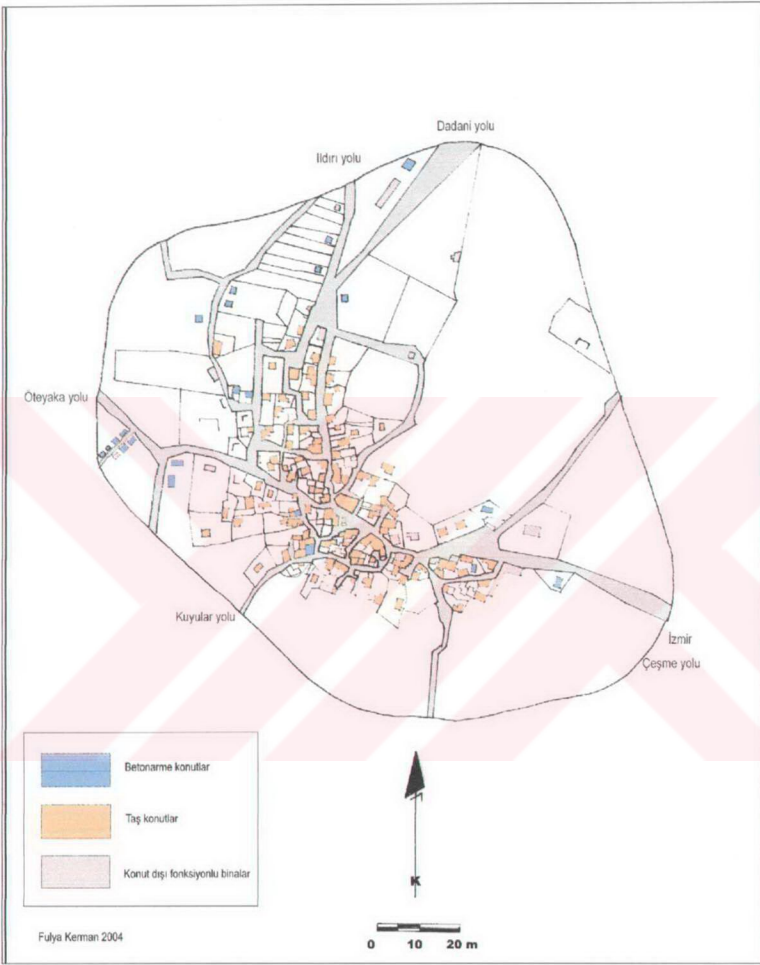 Dadani yolu
Ildırı yolu
Öteyaka yolu
Kuyular yolu
İzmir
Çeşme yolu
Betonarme konutlar
Taş konutlar
Konut dışı fonksiyonlu binalar
K
Fulya Kerman 2004
0 10 20 m